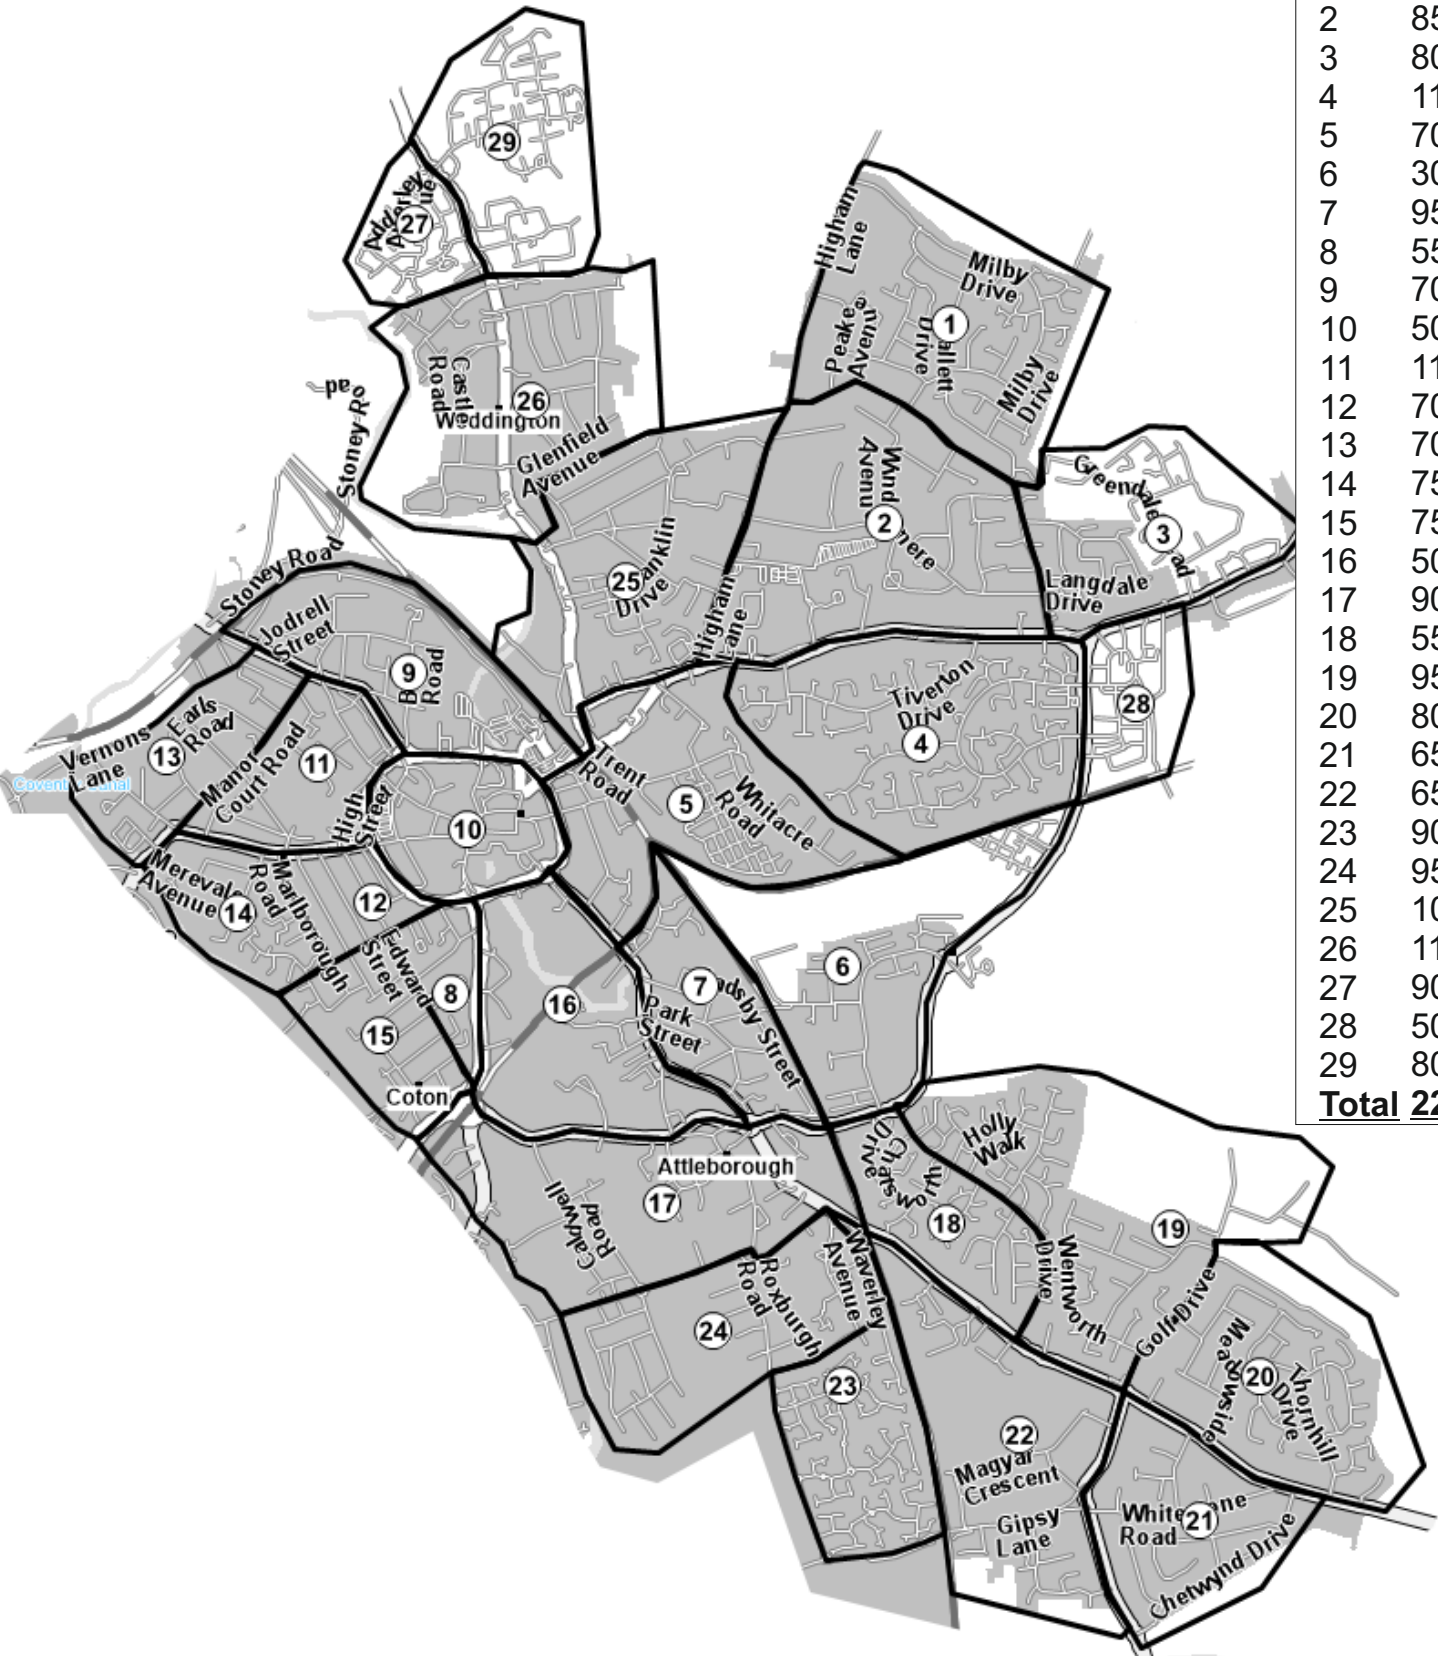 29
Adderley
Avenue
27
Higham
Lane
Milby
Drive
1
Peake
Avenue
Drive
Milby
Drive
Castle
Road
26
Weddington
Stoney Road
Glenfield
Avenue
Greendale Road
3
2
25
Drive
Langdale
Drive
Higham
Lane
Stoney Road
Jodrell
Street
9
Road
28
Tiverton
Drive
4
Vernons
Lane
Earls
Road
13
Manor
Court Road
11
Coventry Canal
High
Street
10
Trent
Road
5
Whitacre
Road
Merevale
Avenue
14
Marlborough
Road
12
Edward
Street
8
15
16
7
Park
Street
Street
6
Coton
Attleborough
17
Caldwell
Road
Chatsworth
Drive
Holly
Walk
18
19
Wentworth
Drive
Golf Drive
Waverley
Avenue
Roxburgh
Road
24
23
22
Magyar
Crescent
Gipsy
Lane
Meadowside
20
Thornhill
Drive
21
Road
Chetwynd Drive
2 85
3 80
4 11
5 70
6 30
7 95
8 55
9 70
10 50
11 11
12 70
13 70
14 75
15 75
16 50
17 90
18 55
19 95
20 80
21 65
22 65
23 90
24 95
25 10
26 11
27 90
28 50
29 80
Total 22